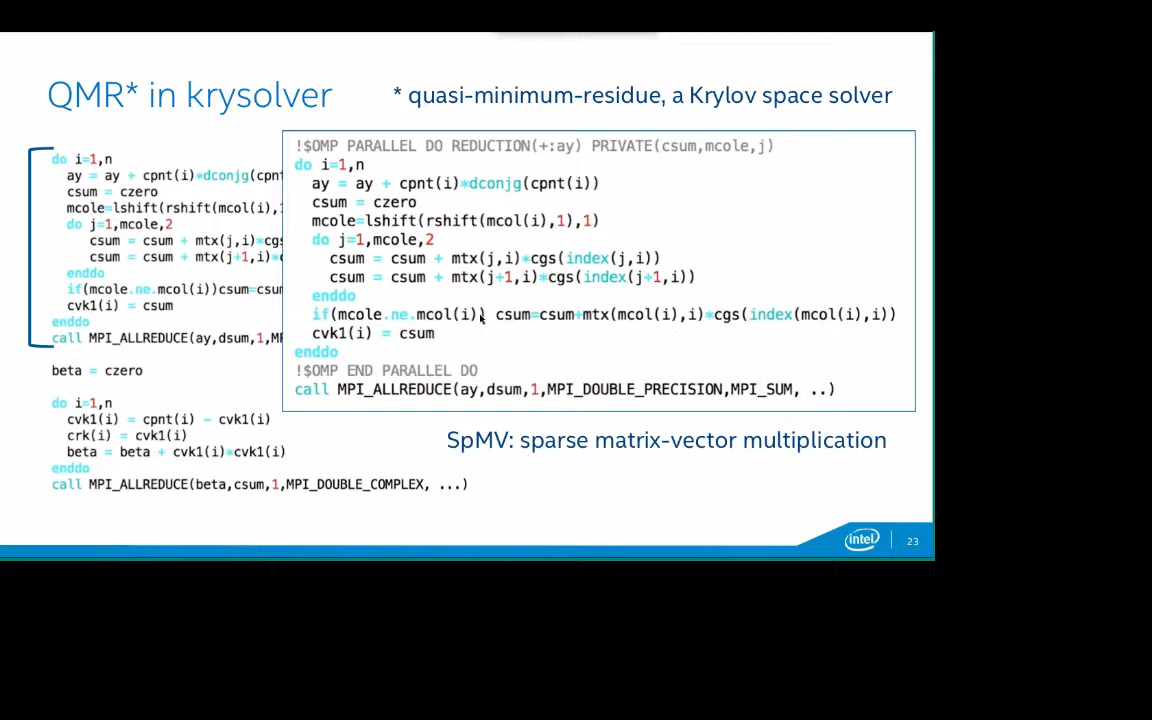 QMR* in krysolver
* quasi-minimum-residue, a Krylov space solver
do i=1,n
ay = ay + cpnt(i)*dconjg(cpnt
csum = czero
mcole=lshift(rshift(mcol(i),1
do j=1,mcole,2
csum = csum + mtx(j,i)*cgs
csum = csum + mtx(j+1,i)*c
enddo
if(mcole.ne.mcol(i))csum=csum
cvk1(i) = csum
enddo
call MPI_ALLREDUCE(ay,dsum,1,MP
beta = czero
do i=1,n
cvk1(i) = cpnt(i) - cvk1(i)
crk(i) = cvk1(i)
beta = beta + cvk1(i)*cvk1(i)
enddo
call MPI_ALLREDUCE(beta,csum,1,MPI_DOUBLE_COMPLEX, ...)
!$OMP PARALLEL DO REDUCTION(+:ay) PRIVATE(csum,mcole,j)
do i=1,n
ay = ay + cpnt(i)*dconjg(cpnt(i))
csum = czero
mcole=lshift(rshift(mcol(i),1),1)
do j=1,mcole,2
csum = csum + mtx(j,i)*cgs(index(j,i))
csum = csum + mtx(j+1,i)*cgs(index(j+1,i))
enddo
if(mcole.ne.mcol(i)) csum=csum+mtx(mcol(i),i)*cgs(index(mcol(i),i))
cvk1(i) = csum
enddo
!$OMP END PARALLEL DO
call MPI_ALLREDUCE(ay,dsum,1,MPI_DOUBLE_PRECISION,MPI_SUM, ..)
SpMV: sparse matrix-vector multiplication
intel
23